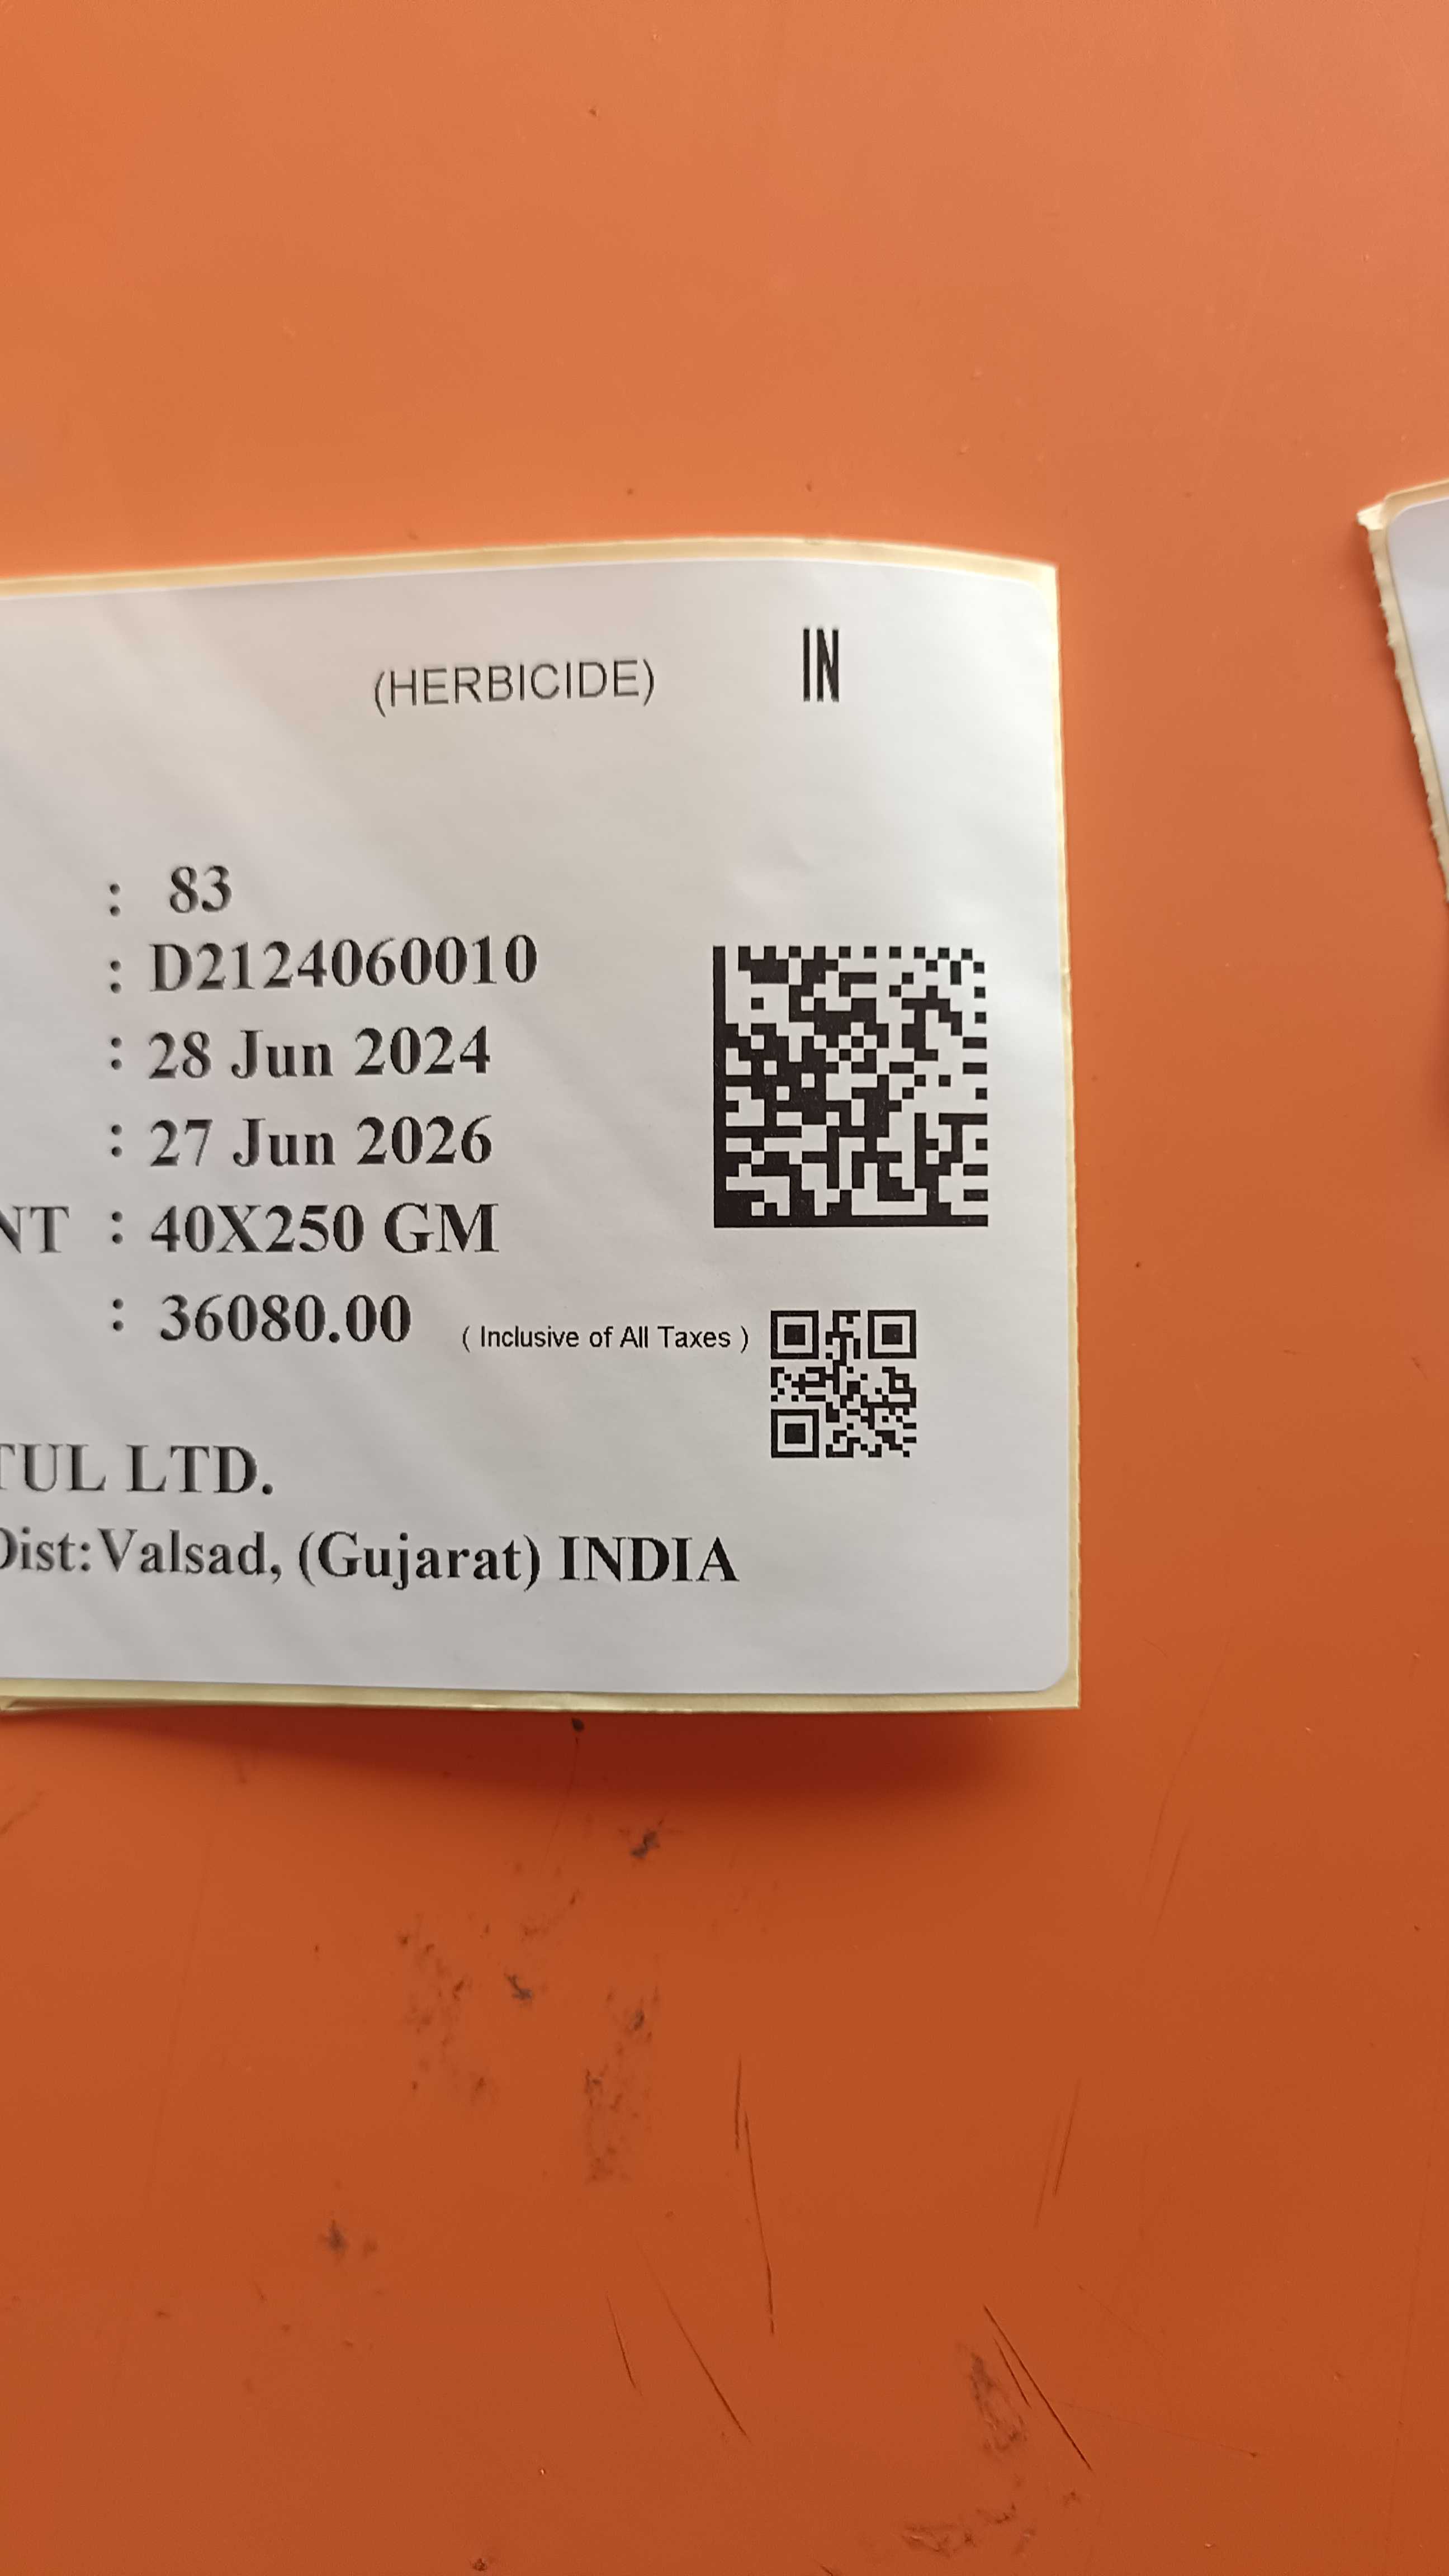 (HERBICIDE) IN
: 83
: D2124060010
: 28 Jun 2024
: 27 Jun 2026
NT : 40X250 GM
: 36080.00 ( Inclusive of All Taxes )
TUL LTD.
Dist:Valsad, (Gujarat) INDIA